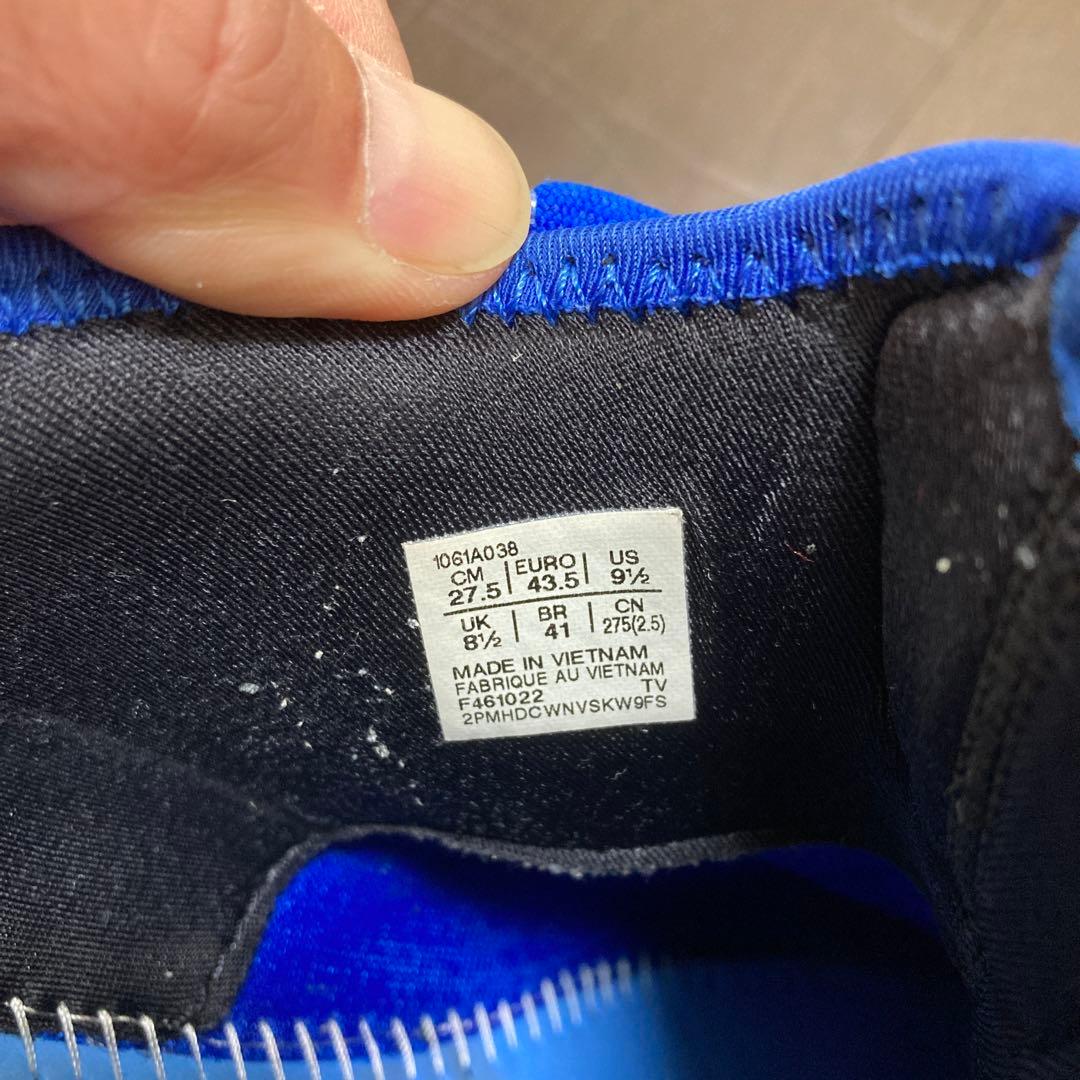 1061A038
CM 27.5 | EURO 43.5 | US 9½
UK 8½ | BR 41 | CN 275(2.5)
MADE IN VIETNAM
FABRIQUE AU VIETNAM
F461022 TV
2PMHDCWNVSKW9FS